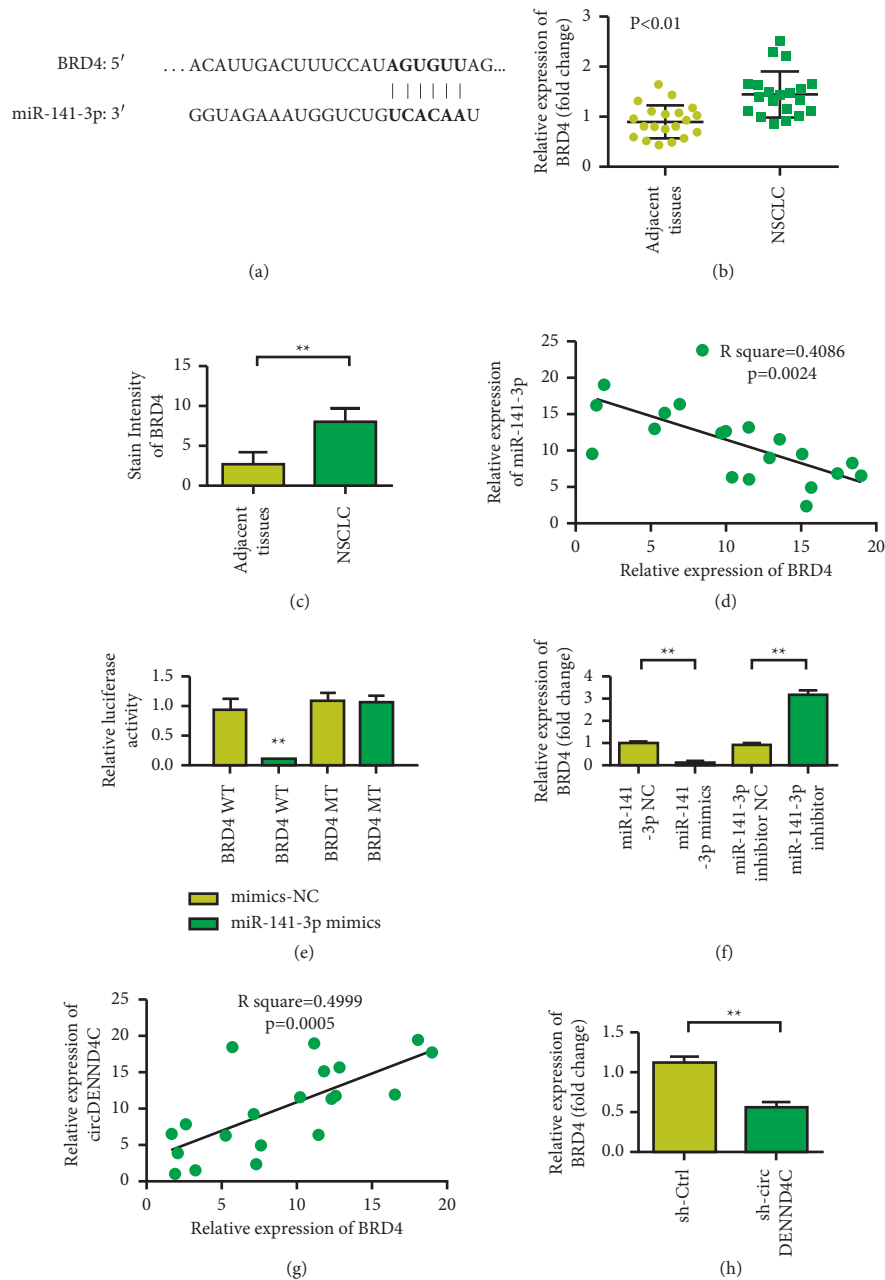 BRD4: 5′ ... ACAUUGACUUUCCAUAGUGUUAG...
miR-141-3p: 3′ GGUAGAAAUGGUCUGUCACAAU
(a)
Relative expression of
BRD4 (fold change)
3
2
1
0
P<0.01
Adjacent
tissues
NSCLC
(b)
Stain Intensity
of BRD4
15
10
5
0
**
Adjacent
tissues
NSCLC
(c)
Relative expression
of miR-141-3p
25
20
15
10
5
0
R square=0.4086
p=0.0024
0 5 10 15 20
Relative expression of BRD4
(d)
Relative luciferase
activity
1.5
1.0
0.5
0.0
**
BRD4 WT
BRD4 WT
BRD4 MT
BRD4 MT
mimics-NC
miR-141-3p mimics
(e)
Relative expression of
BRD4 (fold change)
4
3
2
1
0
**
**
miR-141
-3p NC
miR-141
-3p mimics
miR-141-3p
inhibitor NC
miR-141-3p
inhibitor
(f)
Relative expression of
circDENND4C
25
20
15
10
5
0
R square=0.4999
p=0.0005
0 5 10 15 20
Relative expression of BRD4
(g)
Relative expression of
BRD4 (fold change)
1.5
1.0
0.5
0.0
**
sh-Ctrl
sh-circ
DENND4C
(h)